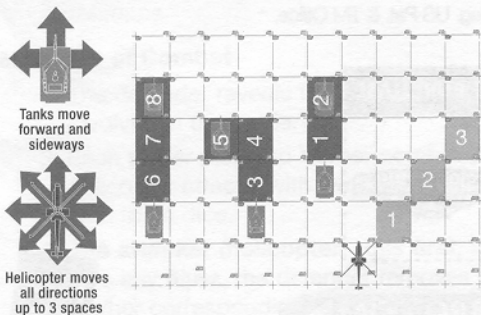 Tanks move
forward and
sideways
Helicopter moves
all directions
up to 3 spaces
8
2
7
5
4
1
3
6
3
2
1